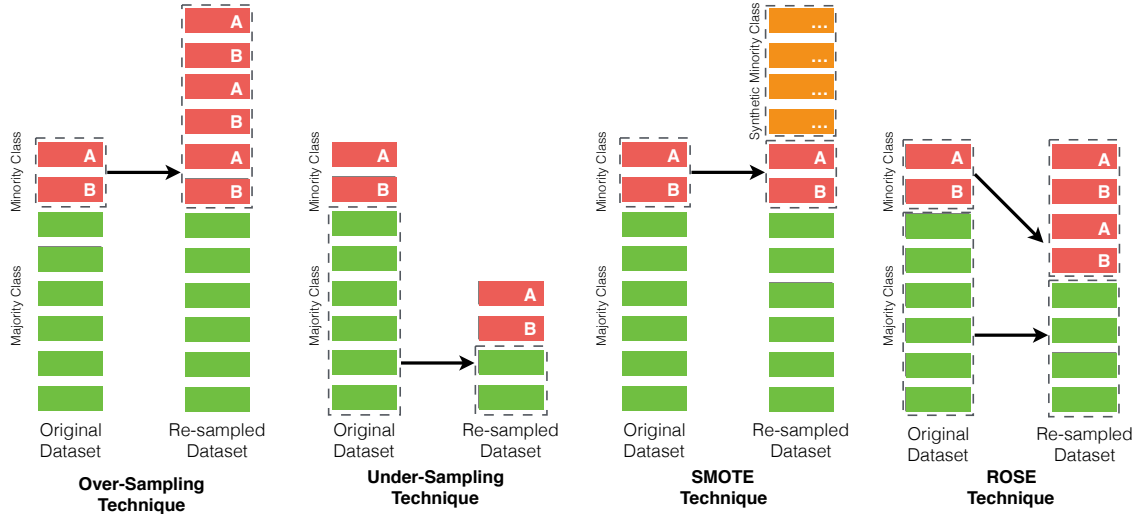 Minority Class
Majority Class
A
B
A
B
A
B
A
B
Original
Dataset
Re-sampled
Dataset
Over-Sampling
Technique
Minority Class
Majority Class
A
B
A
B
Original
Dataset
Re-sampled
Dataset
Under-Sampling
Technique
Synthetic Minority Class
Minority Class
Majority Class
A
B
...
...
...
...
A
B
Original
Dataset
Re-sampled
Dataset
SMOTE
Technique
Minority Class
Majority Class
A
B
A
B
A
B
Original
Dataset
Re-sampled
Dataset
ROSE
Technique